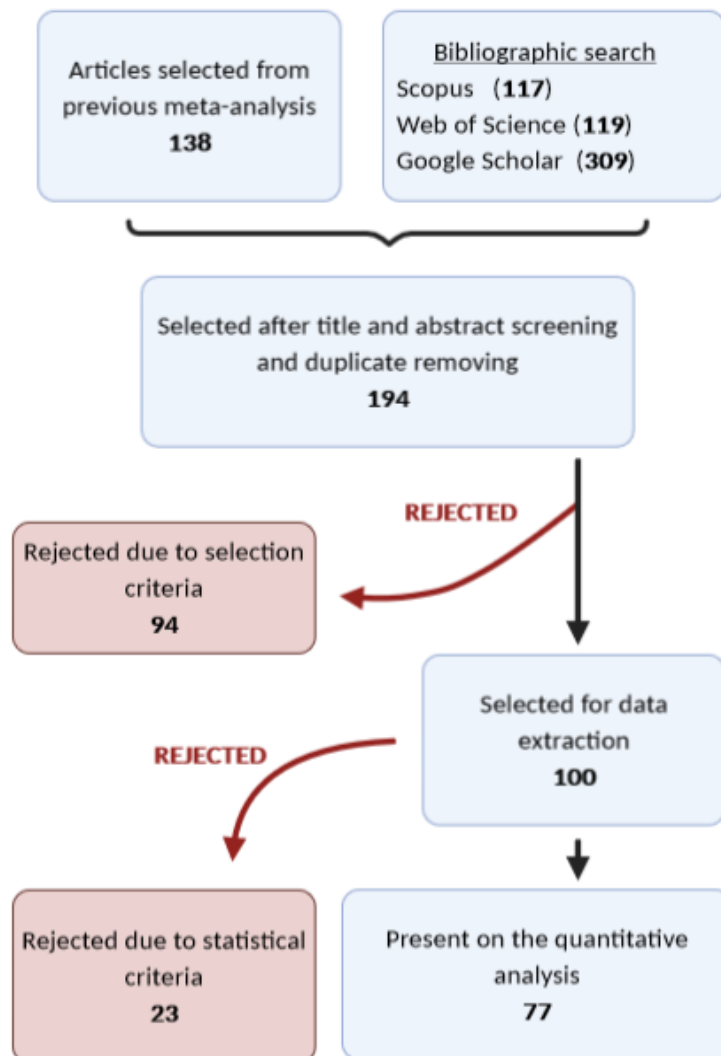 Articles selected from
previous meta-analysis
138
Bibliographic search
Scopus (117)
Web of Science (119)
Google Scholar (309)
Selected after title and abstract screening
and duplicate removing
194
REJECTED
Rejected due to selection
criteria
94
Selected for data
extraction
100
REJECTED
Rejected due to statistical
criteria
23
Present on the quantitative
analysis
77